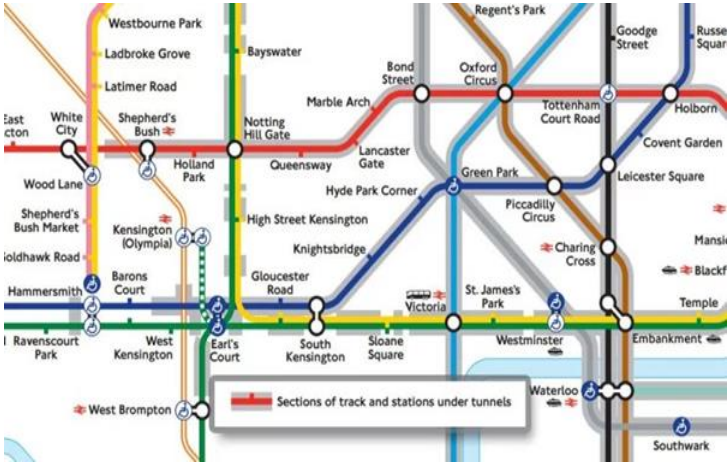 Westbourne Park
Ladbroke Grove
Latimer Road
Bayswater
Regent's Park
Goodge
Street
Russe
Squar
Bond
Street
Oxford
Circus
Marble Arch
Tottenham
Court Road
Holborn
East
cton
White
City
Shepherd's
Bush
Notting
Hill Gate
Holland
Park
Queensway
Lancaster
Gate
Covent Garden
Wood Lane
Green Park
Leicester Square
Hyde Park Corner
Piccadilly
Circus
Shepherd's
Bush Market
Kensington
(Olympia)
High Street Kensington
Goldhawk Road
Knightsbridge
Charing
Cross
Mansi
Blackf
Hammersmith
Barons
Court
Gloucester
Road
Victoria
St. James's
Park
Temple
Ravenscourt
Park
West
Kensington
Earl's
Court
South
Kensington
Sloane
Square
Westminster
Embankment
West Brompton
Sections of track and stations under tunnels
Waterloo
Southwark